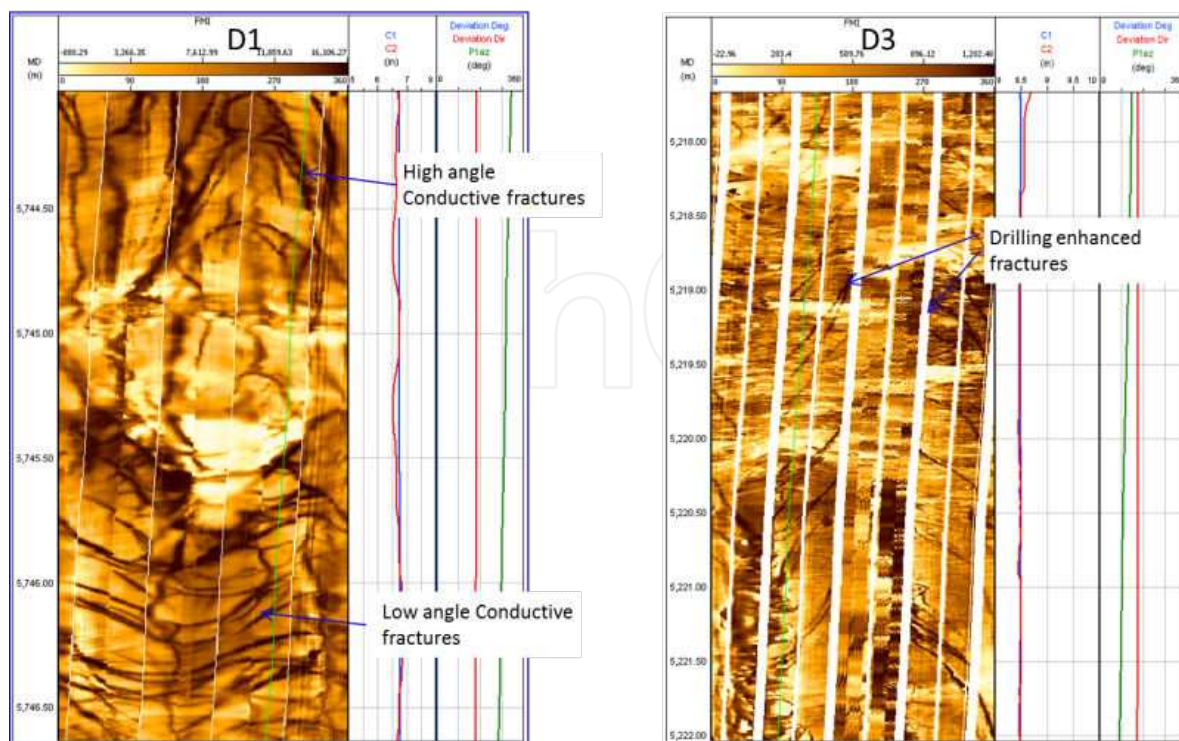 FMI
D1
-888.29 3,266.35 7,612.99 11,859.63 16,106.27
MD
(m)
0 90 180 270 360
C1
C2
(in)
5 6 7 8 9
Deviation Deg
Deviation Dir
P1az
(deg)
0 360
5,744.50
5,745.00
5,745.50
5,746.00
5,746.50
High angle
Conductive fractures
Low angle Conductive
fractures
FMI
D3
-22.96 283.4 589.76 896.12 1,202.48
MD
(m)
0 90 180 270 360
C1
C2
(in)
8 8.5 9 9.5 10
Deviation Deg
Deviation Dir
P1az
(deg)
0
5,218.00
5,218.50
5,219.00
5,219.50
5,220.00
5,220.50
5,221.00
5,221.50
5,222.00
Drilling enhanced
fractures